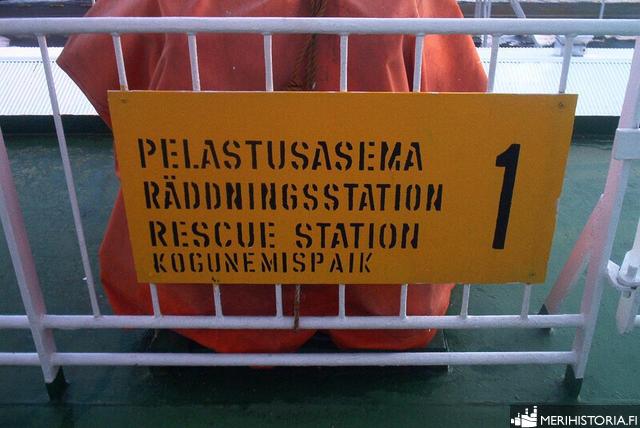 PELASTUSASEMA
RÄDDNINGSSTATION
RESCUE STATION
KOGUNEMISPAIK
1
MERIHISTORIA.FI